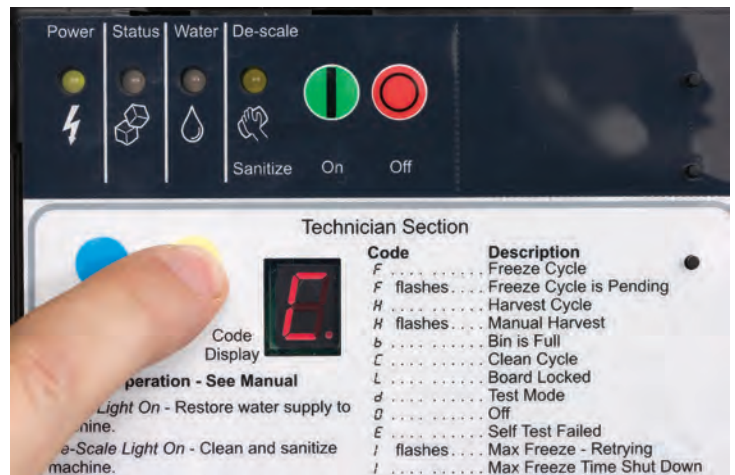 Power Status Water De-scale
Sanitize On Off
Technician Section
Code Description
F . . . . . . . . . . Freeze Cycle
F flashes . . . . Freeze Cycle is Pending
H . . . . . . . . . . Harvest Cycle
H flashes . . . . Manual Harvest
b . . . . . . . . . . Bin is Full
C . . . . . . . . . . Clean Cycle
L . . . . . . . . . . Board Locked
d . . . . . . . . . . Test Mode
0 . . . . . . . . . . Off
E . . . . . . . . . . Self Test Failed
1 flashes . . . . Max Freeze - Retrying
1 . . . . . . . . . . Max Freeze Time Shut Down
C.
Code
Display
- See Manual
Light On - Restore water supply to
Light On - Clean and sanitize
machine.